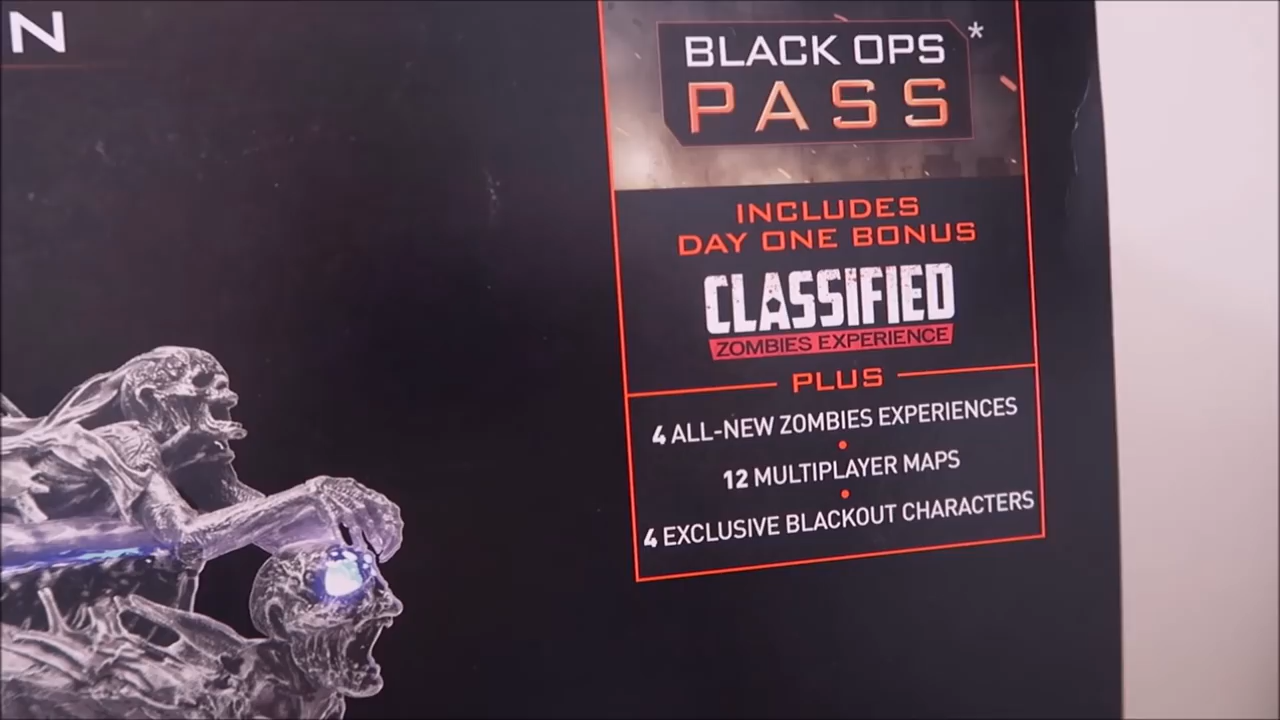 N
BLACK OPS *
PASS
INCLUDES
DAY ONE BONUS
CLASSIFIED
ZOMBIES EXPERIENCE
PLUS
4 ALL-NEW ZOMBIES EXPERIENCES
12 MULTIPLAYER MAPS
4 EXCLUSIVE BLACKOUT CHARACTERS